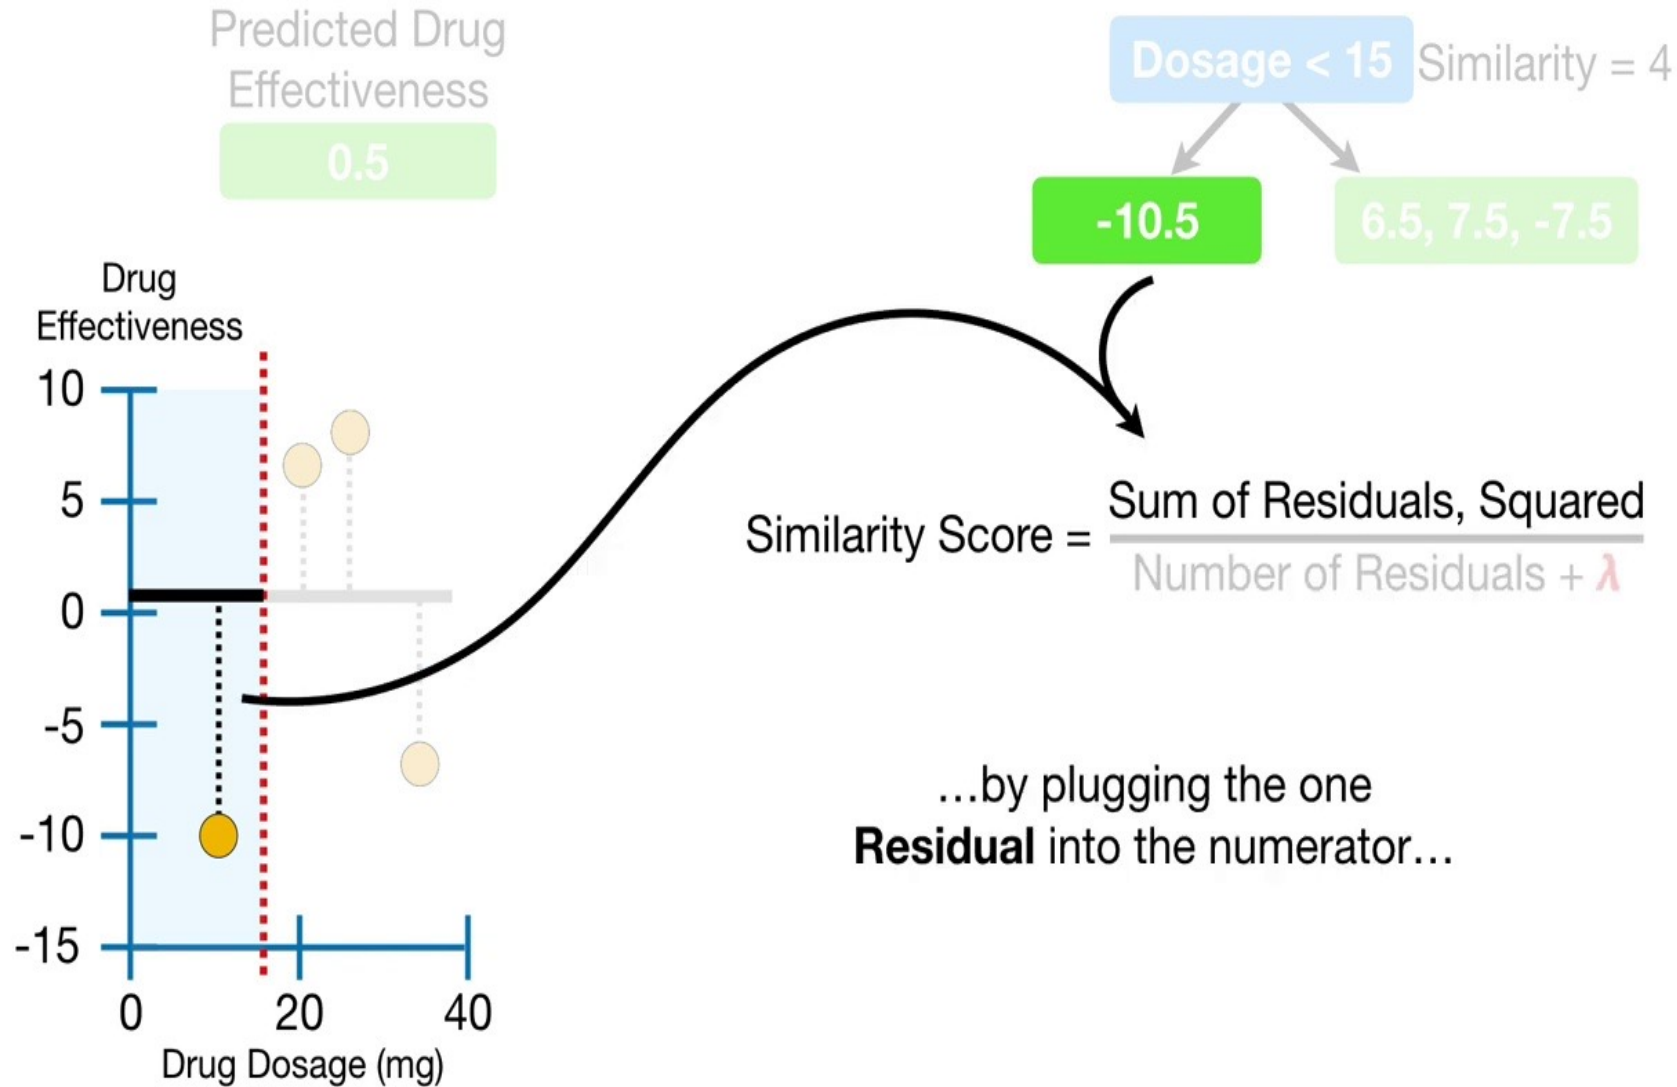 Predicted Drug
Effectiveness
0.5
Dosage < 15
Similarity = 4
-10.5
6.5, 7.5, -7.5
Drug
Effectiveness
10
5
0
-5
-10
-15
0
20
40
Drug Dosage (mg)
Similarity Score =
Sum of Residuals, Squared
Number of Residuals + λ
…by plugging the one
Residual into the numerator…